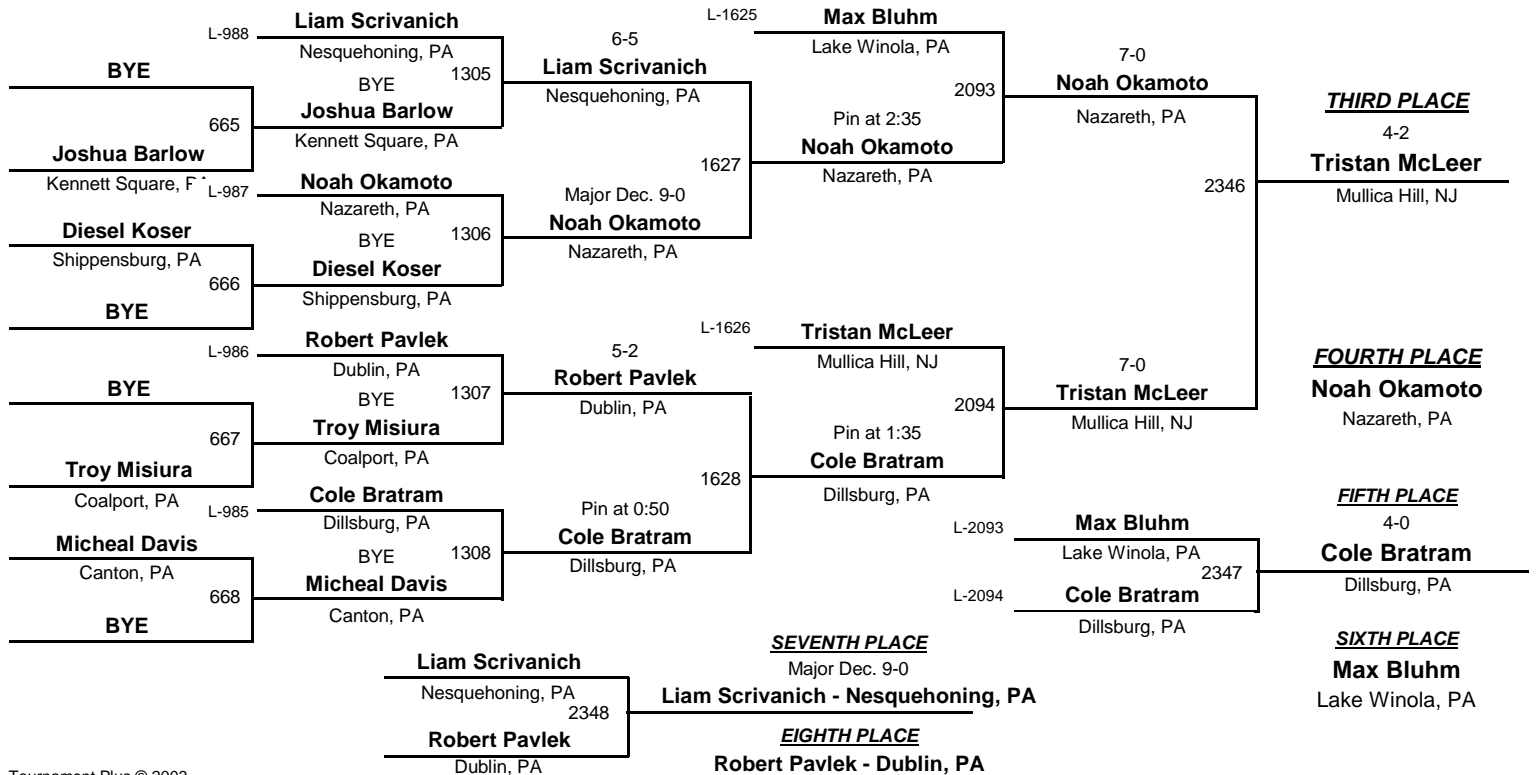 BYE
665
Joshua Barlow
Kennett Square,
Diesel Koser
Shippensburg, PA
666
BYE
BYE
667
Troy Misiura
Coalport, PA
Micheal Davis
Canton, PA
668
BYE
L-988
Liam Scrivanich
Nesquehoning, PA
BYE
1305
Joshua Barlow
Kennett Square, PA
L-987
Noah Okamoto
Nazareth, PA
BYE
1306
Diesel Koser
Shippensburg, PA
L-986
Robert Pavlek
Dublin, PA
BYE
1307
Troy Misiura
Coalport, PA
L-985
Cole Bratram
Dillsburg, PA
BYE
1308
Micheal Davis
Canton, PA
6-5
Liam Scrivanich
Nesquehoning, PA
1627
Major Dec. 9-0
Noah Okamoto
Nazareth, PA
5-2
Robert Pavlek
Dublin, PA
1628
Pin at 0:50
Cole Bratram
Dillsburg, PA
L-1625
Max Bluhm
Lake Winola, PA
2093
Pin at 2:35
Noah Okamoto
Nazareth, PA
L-1626
Tristan McLeer
Mullica Hill, NJ
2094
Pin at 1:35
Cole Bratram
Dillsburg, PA
7-0
Noah Okamoto
Nazareth, PA
2346
7-0
Tristan McLeer
Mullica Hill, NJ
THIRD PLACE
4-2
Tristan McLeer
Mullica Hill, NJ
FOURTH PLACE
Noah Okamoto
Nazareth, PA
L-2093
Max Bluhm
Lake Winola, PA
2347
L-2094
Cole Bratram
Dillsburg, PA
FIFTH PLACE
4-0
Cole Bratram
Dillsburg, PA
SIXTH PLACE
Max Bluhm
Lake Winola, PA
Liam Scrivanich
Nesquehoning, PA
2348
Robert Pavlek
Dublin, PA
SEVENTH PLACE
Major Dec. 9-0
Liam Scrivanich - Nesquehoning, PA
EIGHTH PLACE
Robert Pavlek - Dublin, PA